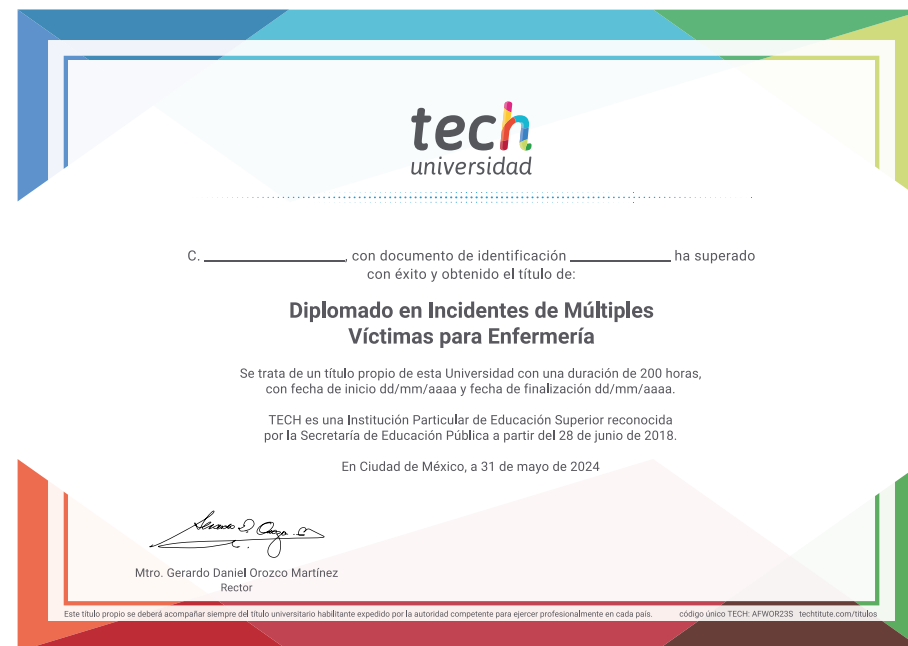 tech
universidad
C. ____________________, con documento de identificación ______________ ha superado
con éxito y obtenido el título de:
Diplomado en Incidentes de Múltiples
Víctimas para Enfermería
Se trata de un título propio de esta Universidad con una duración de 200 horas,
con fecha de inicio dd/mm/aaaa y fecha de finalización dd/mm/aaaa.
TECH es una Institución Particular de Educación Superior reconocida
por la Secretaría de Educación Pública a partir del 28 de junio de 2018.
En Ciudad de México, a 31 de mayo de 2024
Mtro. Gerardo Daniel Orozco Martínez
Rector
Este título propio se deberá acompañar siempre del título universitario habilitante expedido por la autoridad competente para ejercer profesionalmente en cada país. código único TECH: AFWOR23S techtitute.com/titulos